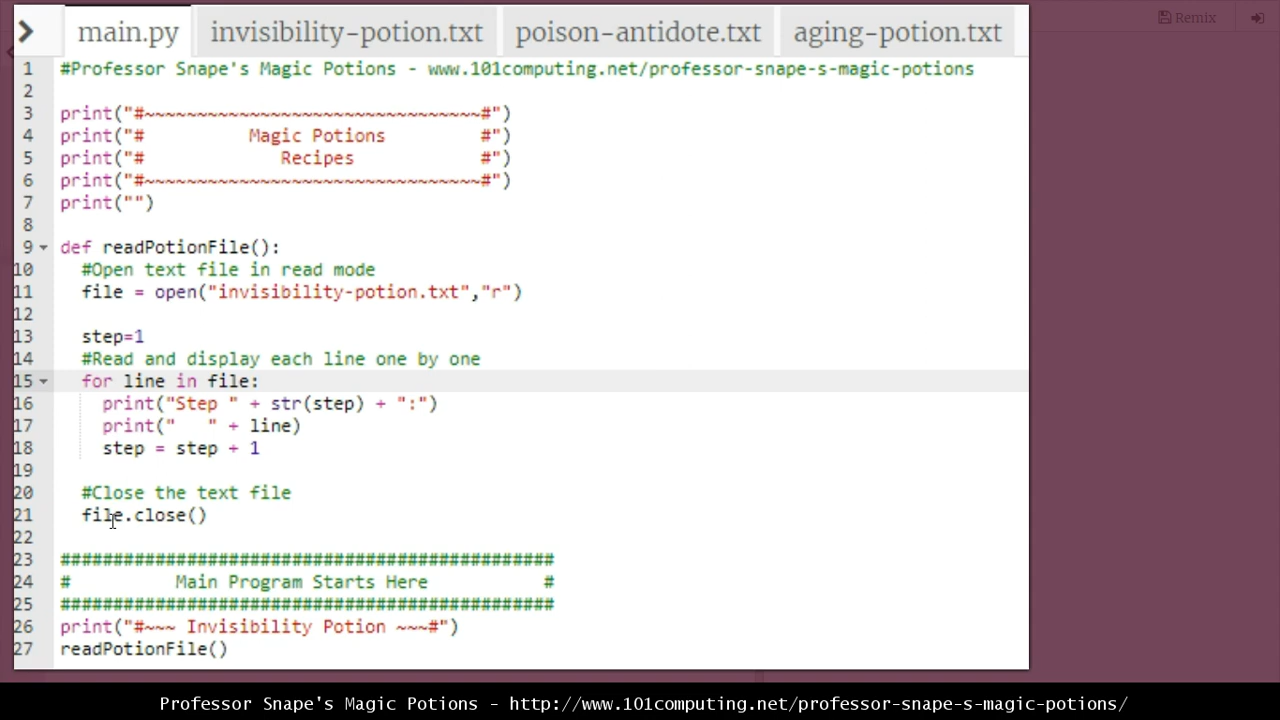 Remix
main.py invisibility-potion.txt poison-antidote.txt aging-potion.txt
1 #Professor Snape's Magic Potions - www.101computing.net/professor-snape-s-magic-potions
2
3 print("#~~~~~~~~~~~~~~~~~~~~~~~~~~~~~~~~#")
4 print("#          Magic Potions         #")
5 print("#             Recipes            #")
6 print("#~~~~~~~~~~~~~~~~~~~~~~~~~~~~~~~~#")
7 print("")
8
9 def readPotionFile():
10   #Open text file in read mode
11   file = open("invisibility-potion.txt","r")
12
13   step=1
14   #Read and display each line one by one
15   for line in file:
16     print("Step " + str(step) + ":")
17     print("   " + line)
18     step = step + 1
19
20   #Close the text file
21   file.close()
22
23 ###############################################
24 #          Main Program Starts Here           #
25 ###############################################
26 print("#~~~ Invisibility Potion ~~~#")
27 readPotionFile()
Professor Snape's Magic Potions - http://www.101computing.net/professor-snape-s-magic-potions/